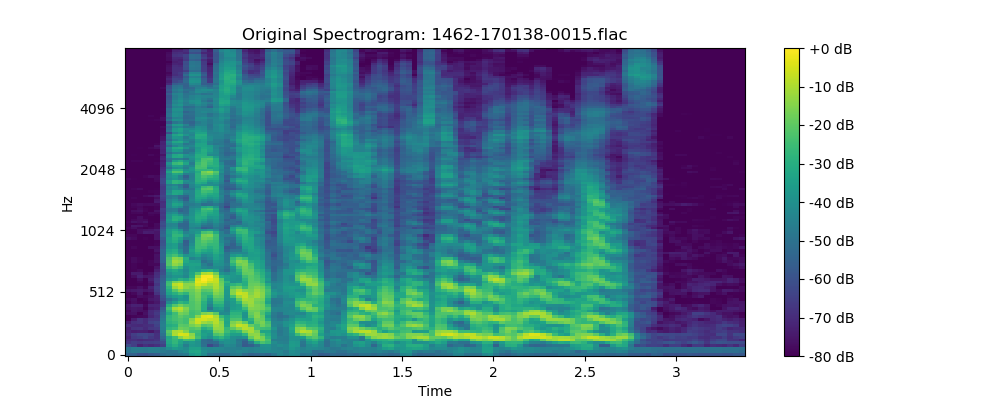 Original Spectrogram: 1462-170138-0015.flac
Hz
4096
2048
1024
512
0
0 0.5 1 1.5 2 2.5 3
Time
+0 dB
-10 dB
-20 dB
-30 dB
-40 dB
-50 dB
-60 dB
-70 dB
-80 dB